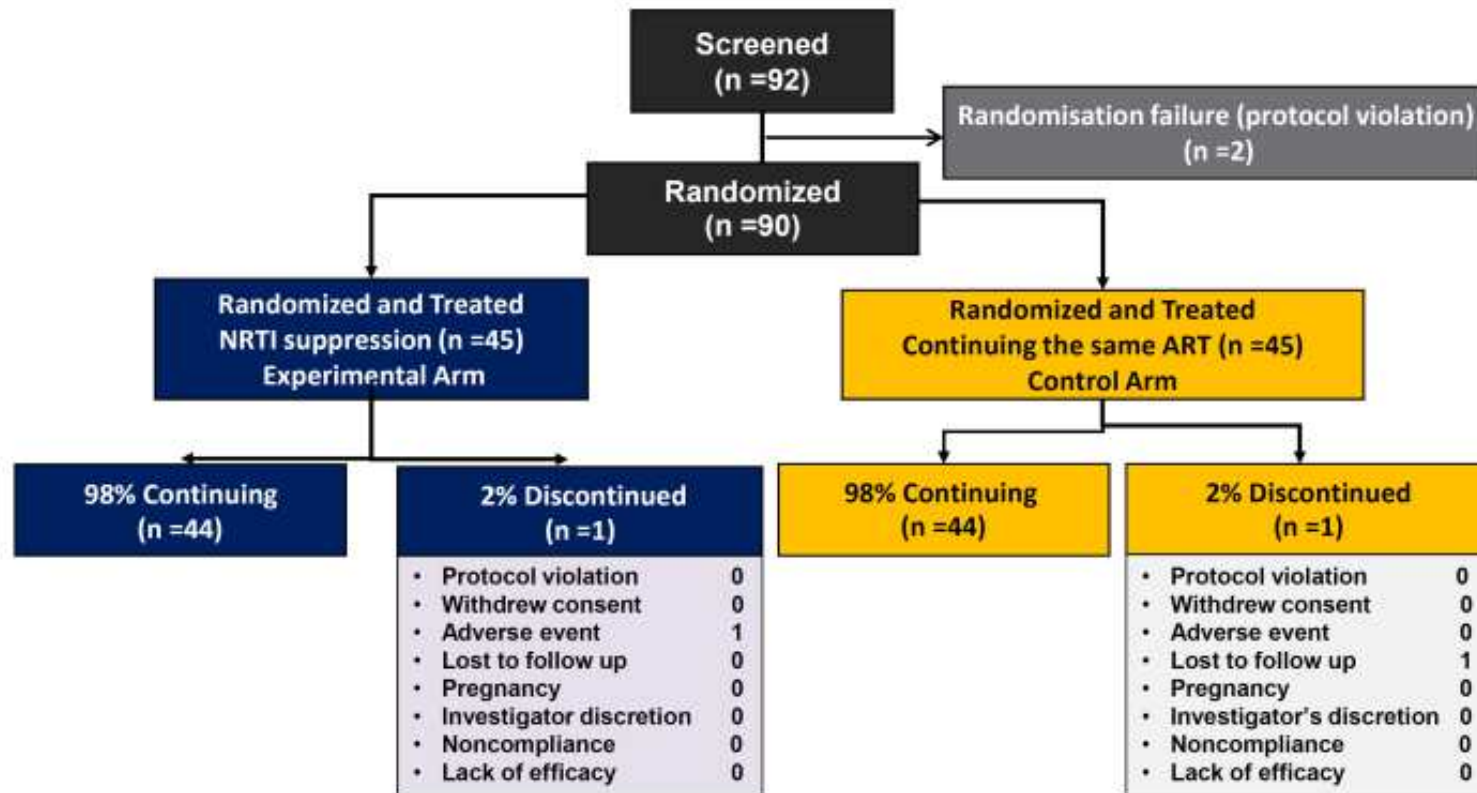 Screened
(n =92)
Randomisation failure (protocol violation)
(n =2)
Randomized
(n =90)
Randomized and Treated
NRTI suppression (n =45)
Experimental Arm
Randomized and Treated
Continuing the same ART (n =45)
Control Arm
98% Continuing
(n =44)
2% Discontinued
(n =1)
• Protocol violation 0
• Withdrew consent 0
• Adverse event 1
• Lost to follow up 0
• Pregnancy 0
• Investigator discretion 0
• Noncompliance 0
• Lack of efficacy 0
98% Continuing
(n =44)
2% Discontinued
(n =1)
• Protocol violation 0
• Withdrew consent 0
• Adverse event 0
• Lost to follow up 1
• Pregnancy 0
• Investigator's discretion 0
• Noncompliance 0
• Lack of efficacy 0